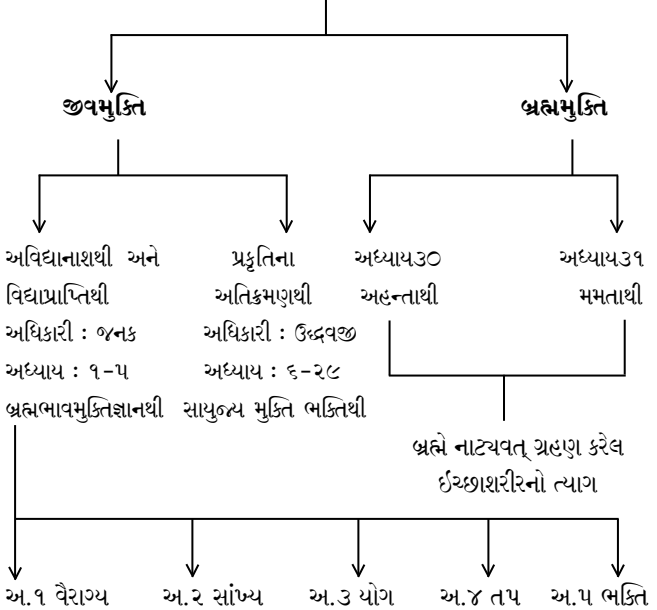 જીવમુક્તિ
બ્રહ્મમુક્તિ
અવિદ્યાનાશથી અને
વિદ્યાપ્રાપ્તિથી
અધિકારી : જનક
અધ્યાય : ૧-૫
બ્રહ્મભાવમુક્તિજ્ઞાનથી
પ્રકૃતિના
અતિક્રમણથી
અધિકારી : ઉદ્ધવજી
અધ્યાય : ૬-૨૯
સાયુજ્ય મુક્તિ ભક્તિથી
અધ્યાય૩૦
અહન્તાથી
અધ્યાય૩૧
મમતાથી
બ્રહ્મે નાટ્યવત્ ગ્રહણ કરેલ
ઈચ્છાશરીરનો ત્યાગ
અ.૧ વૈરાગ્ય
અ.૨ સાંખ્ય
અ.૩ યોગ
અ.૪ તપ
અ.૫ ભક્તિ